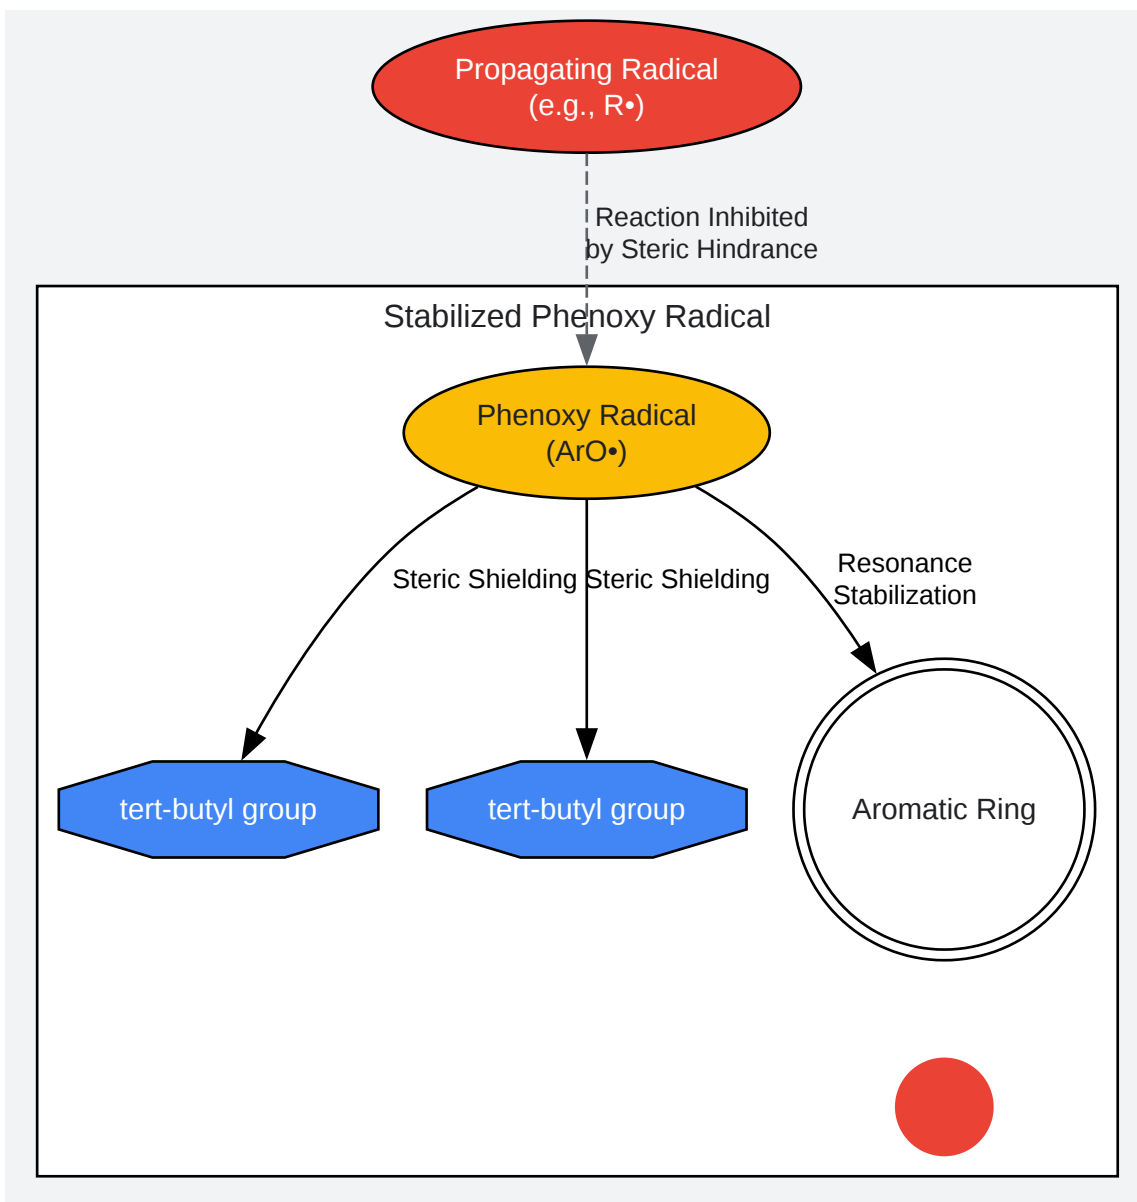 Propagating Radical
(e.g., R•)
Reaction Inhibited
by Steric Hindrance
Stabilized Phenoxy Radical
Phenoxy Radical
(ArO•)
Steric Shielding
Steric Shielding
Resonance
Stabilization
tert-butyl group
tert-butyl group
Aromatic Ring